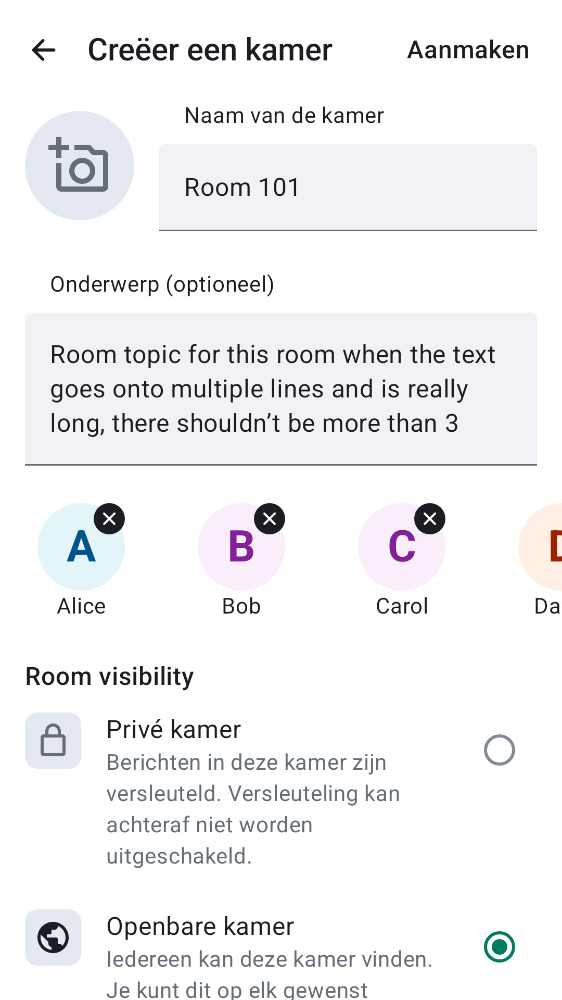 Creëer een kamer
Aanmaken
Naam van de kamer
Room 101
Onderwerp (optioneel)
Room topic for this room when the text
goes onto multiple lines and is really
long, there shouldn’t be more than 3
A
B
C
D
Alice
Bob
Carol
Da
Room visibility
Privé kamer
Berichten in deze kamer zijn
versleuteld. Versleuteling kan
achteraf niet worden
uitgeschakeld.
Openbare kamer
Iedereen kan deze kamer vinden.
Je kunt dit op elk gewenst